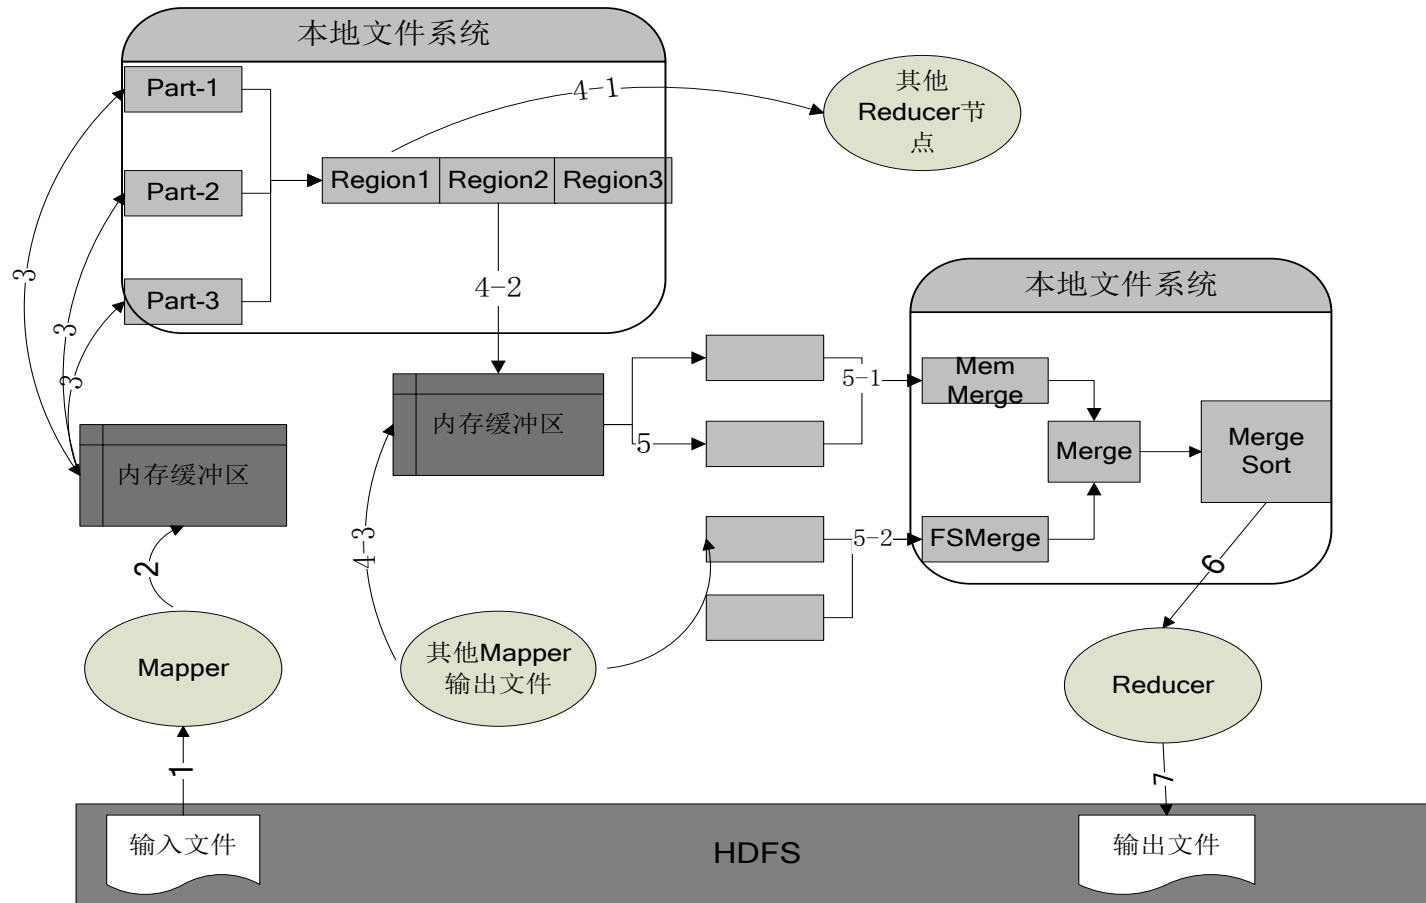 本地文件系统
Part-1
4-1
其他
Reducer节
点
Part-2
Region1
Region2
Region3
3
Part-3
4-2
本地文件系统
3
3
Mem
Merge
5-1
内存缓冲区
5
Merge
Merge
Sort
内存缓冲区
4-3
5-2
FSMerge
2
6
Mapper
其他Mapper
输出文件
Reducer
1
7
输入文件
HDFS
输出文件